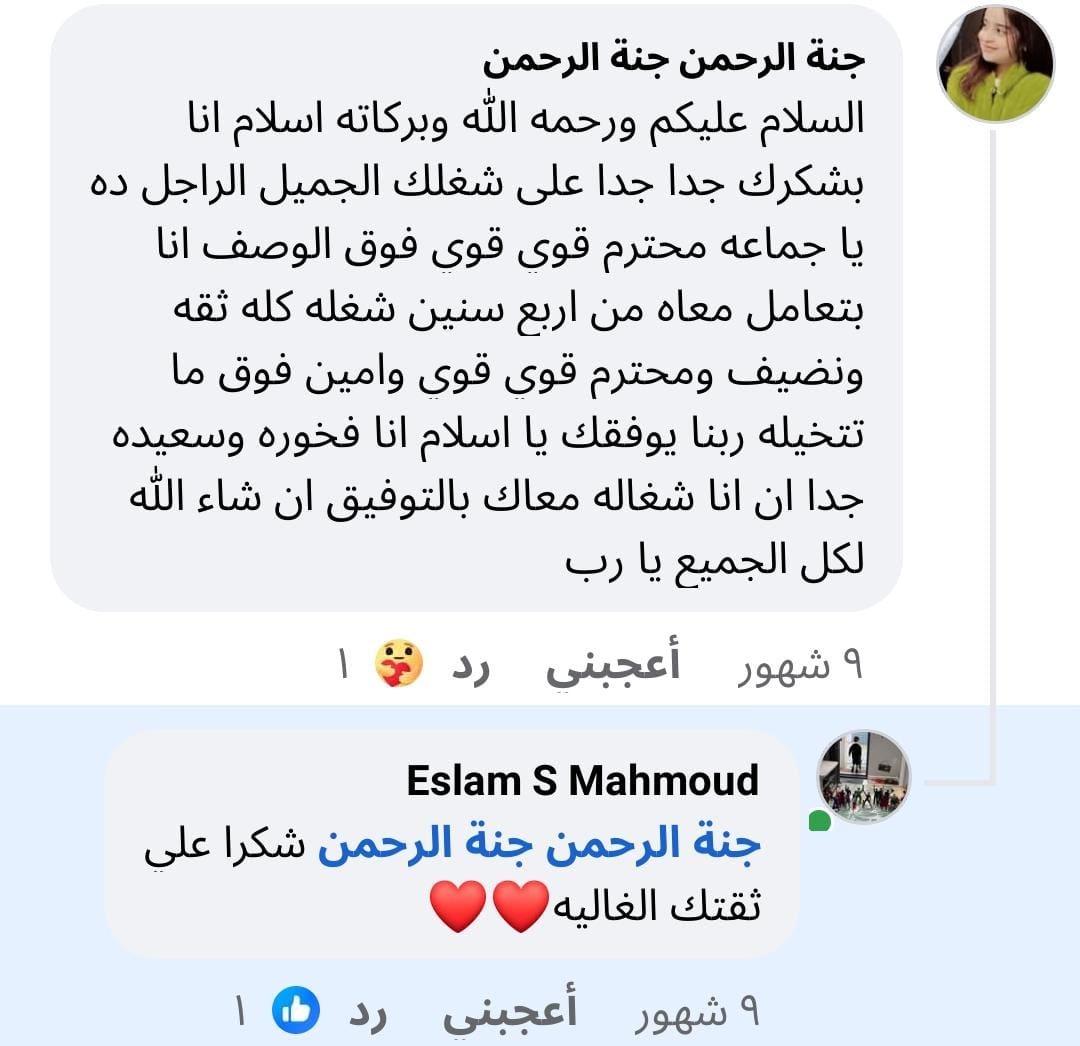 جنة الرحمن جنة الرحمن
السلام عليكم ورحمه الله وبركاته اسلام انا
بشكرك جدا جدا على شغلك الجميل الراجل ده
يا جماعه محترم قوي قوي فوق الوصف انا
بتعامل معاه من اربع سنين شغله كله ثقه
ونضيف ومحترم قوي قوي وامين فوق ما
تتخيله ربنا يوفقك يا اسلام انا فخوره وسعيده
جدا ان انا شغاله معاك بالتوفيق ان شاء الله
لكل الجميع يا رب
٩ شهور أعجبني رد ١
Eslam S Mahmoud
جنة الرحمن جنة الرحمن شكرا علي
ثقتك الغاليه❤️❤️
٩ شهور أعجبني رد ١